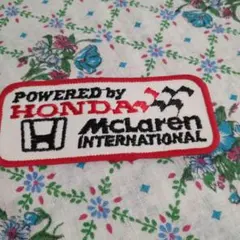 POWERED by
HONDA
McLaren
INTERNATIONAL